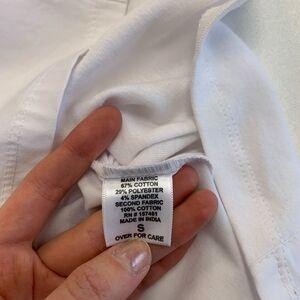 MAIN FABRIC
67% COTTON
29% POLYESTER
4% SPANDEX
SECOND FABRIC
100% COTTON
RN # 157481
MADE IN INDIA
S
OVER FOR CARE